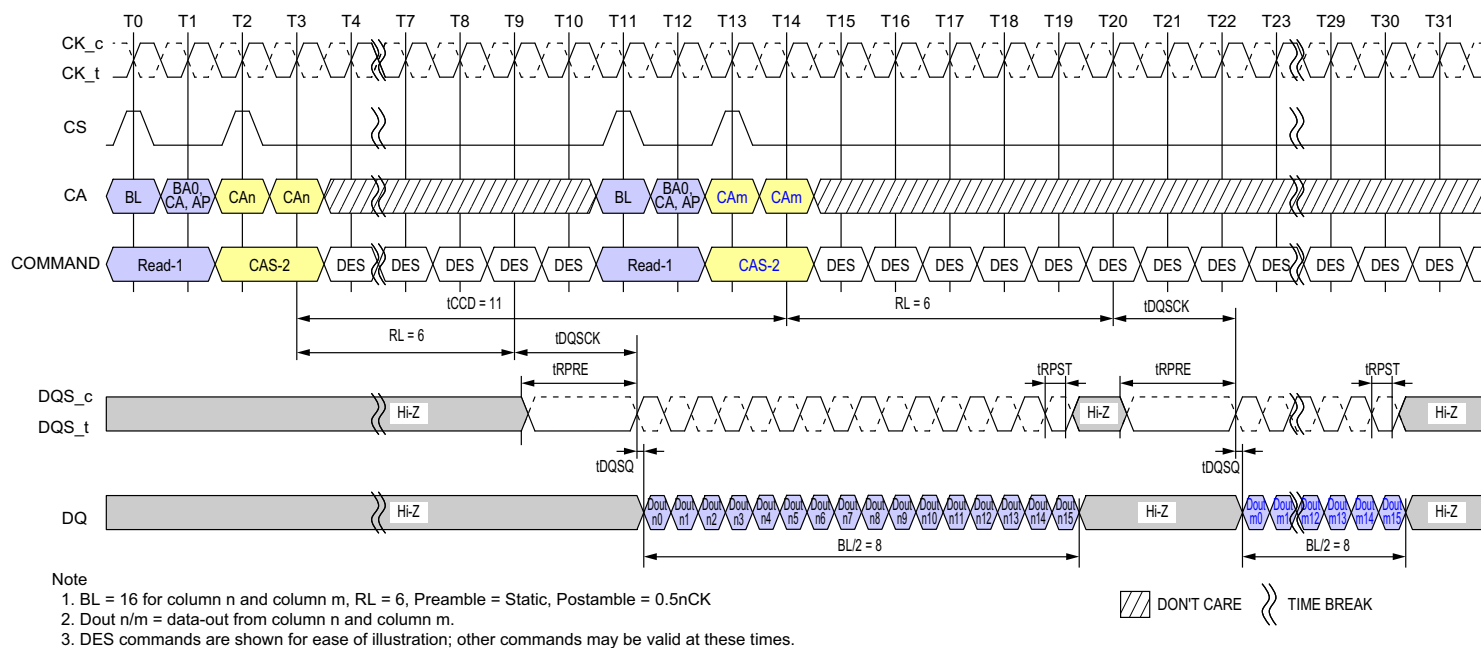 T0 T1 T2 T3 T4 T7 T8 T9 T10 T11 T12 T13 T14 T15 T16 T17 T18 T19 T20 T21 T22 T23 T29 T30 T31
CK_c
CK_t
CS
CA BL BA0, CA, AP CAn CAn BL BA0, CA, AP CAm CAm
COMMAND Read-1 CAS-2 DES DES DES DES DES Read-1 CAS-2 DES DES DES DES DES DES DES DES DES DES DES DES
tCCD = 11 RL = 6 tDQSCK
RL = 6 tDQSCK
tRPRE tRPST tRPRE tRPST
DQS_c
DQS_t
Hi-Z Hi-Z Hi-Z
tDQSQ tDQSQ
DQ Hi-Z Dout n0 Dout n1 Dout n2 Dout n3 Dout n4 Dout n5 Dout n6 Dout n7 Dout n8 Dout n9 Dout n10 Dout n11 Dout n12 Dout n13 Dout n14 Dout n15 Hi-Z Dout m0 Dout m1 Dout m12 Dout m13 Dout m14 Dout m15 Hi-Z
BL/2 = 8 BL/2 = 8
Note
1. BL = 16 for column n and column m, RL = 6, Preamble = Static, Postamble = 0.5nCK
2. Dout n/m = data-out from column n and column m.
3. DES commands are shown for ease of illustration; other commands may be valid at these times.
DON'T CARE TIME BREAK